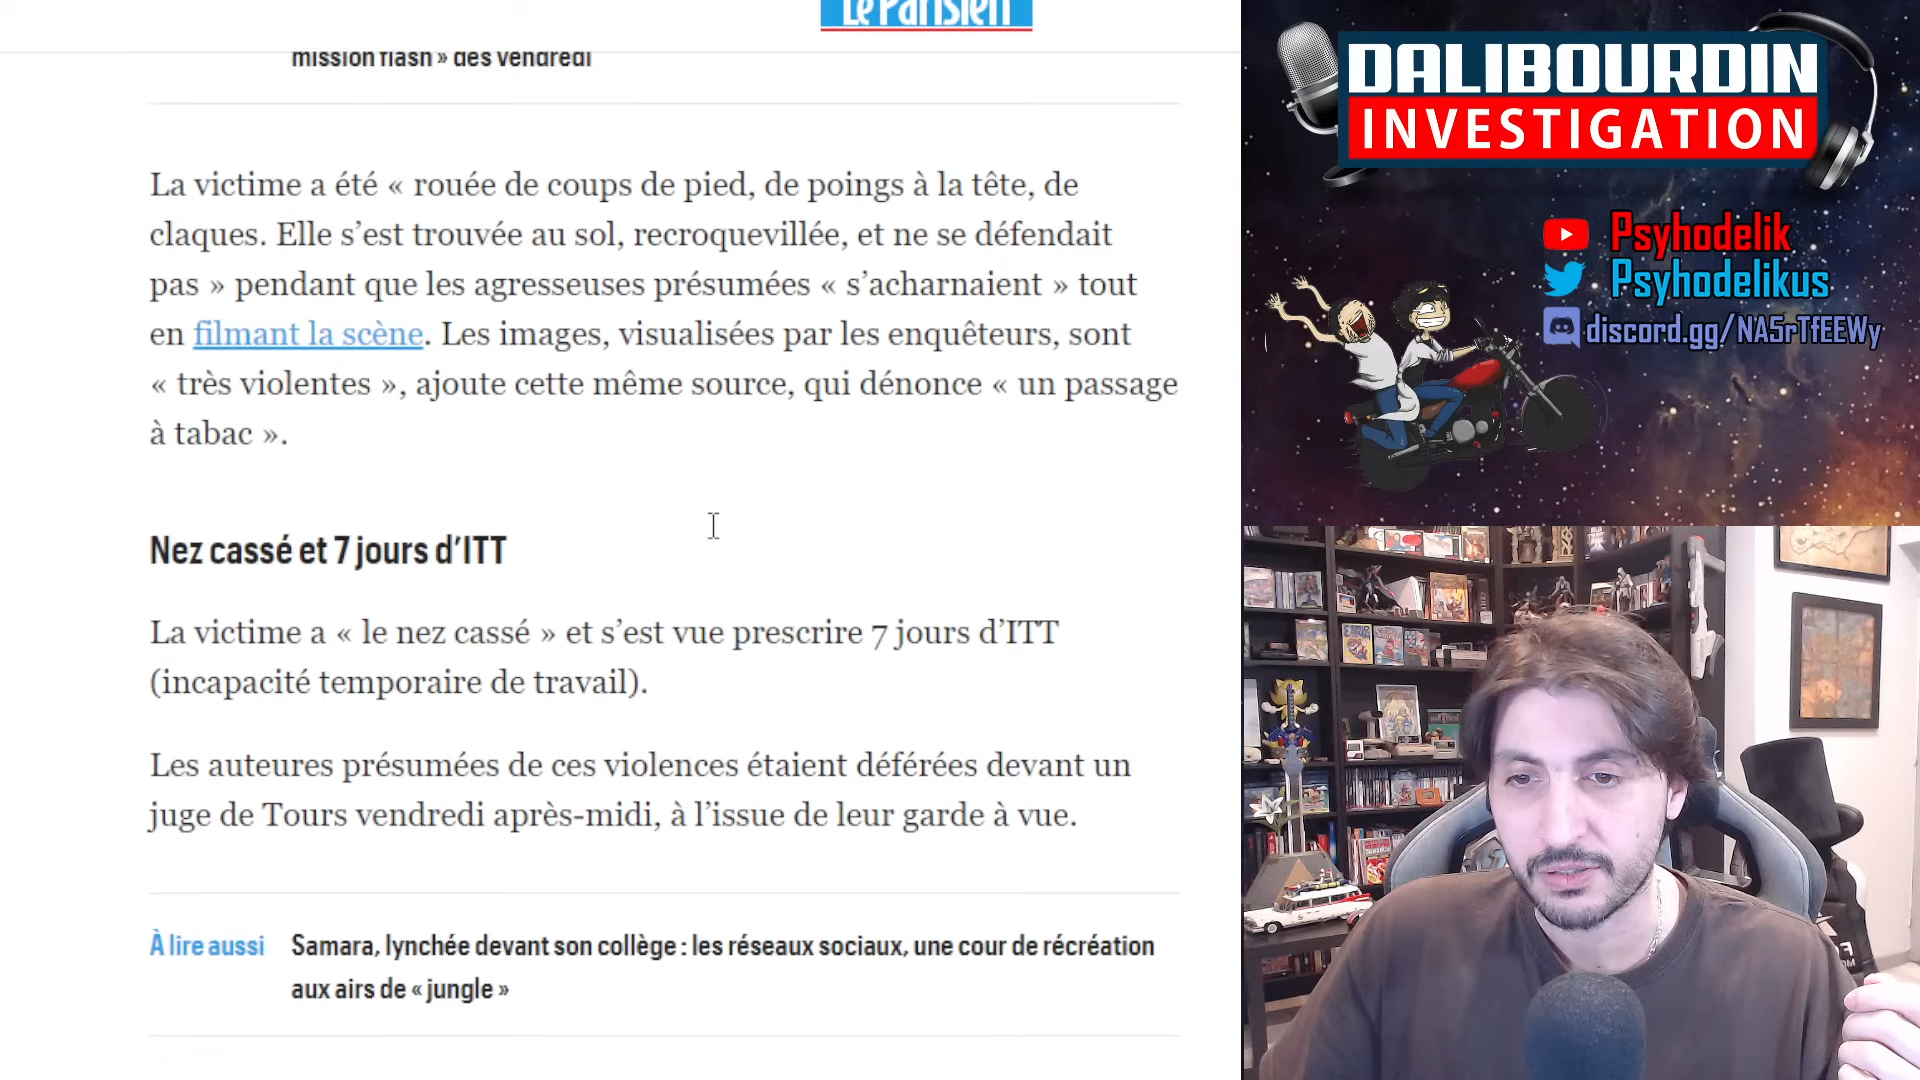 Le Parisien
mission flash » dès vendredi
La victime a été « rouée de coups de pied, de poings à la tête, de
claques. Elle s’est trouvée au sol, recroquevillée, et ne se défendait
pas » pendant que les agresseuses présumées « s’acharnaient » tout
en filmant la scène. Les images, visualisées par les enquêteurs, sont
« très violentes », ajoute cette même source, qui dénonce « un passage
à tabac ».
Nez cassé et 7 jours d’ITT
La victime a « le nez cassé » et s’est vue prescrire 7 jours d’ITT
(incapacité temporaire de travail).
Les auteures présumées de ces violences étaient déférées devant un
juge de Tours vendredi après-midi, à l’issue de leur garde à vue.
À lire aussi Samara, lynchée devant son collège : les réseaux sociaux, une cour de récréation
aux airs de « jungle »
DALIBOURDIN
INVESTIGATION
Psyhodelik
Psyhodelikus
discord.gg/NA5rTfEEWy